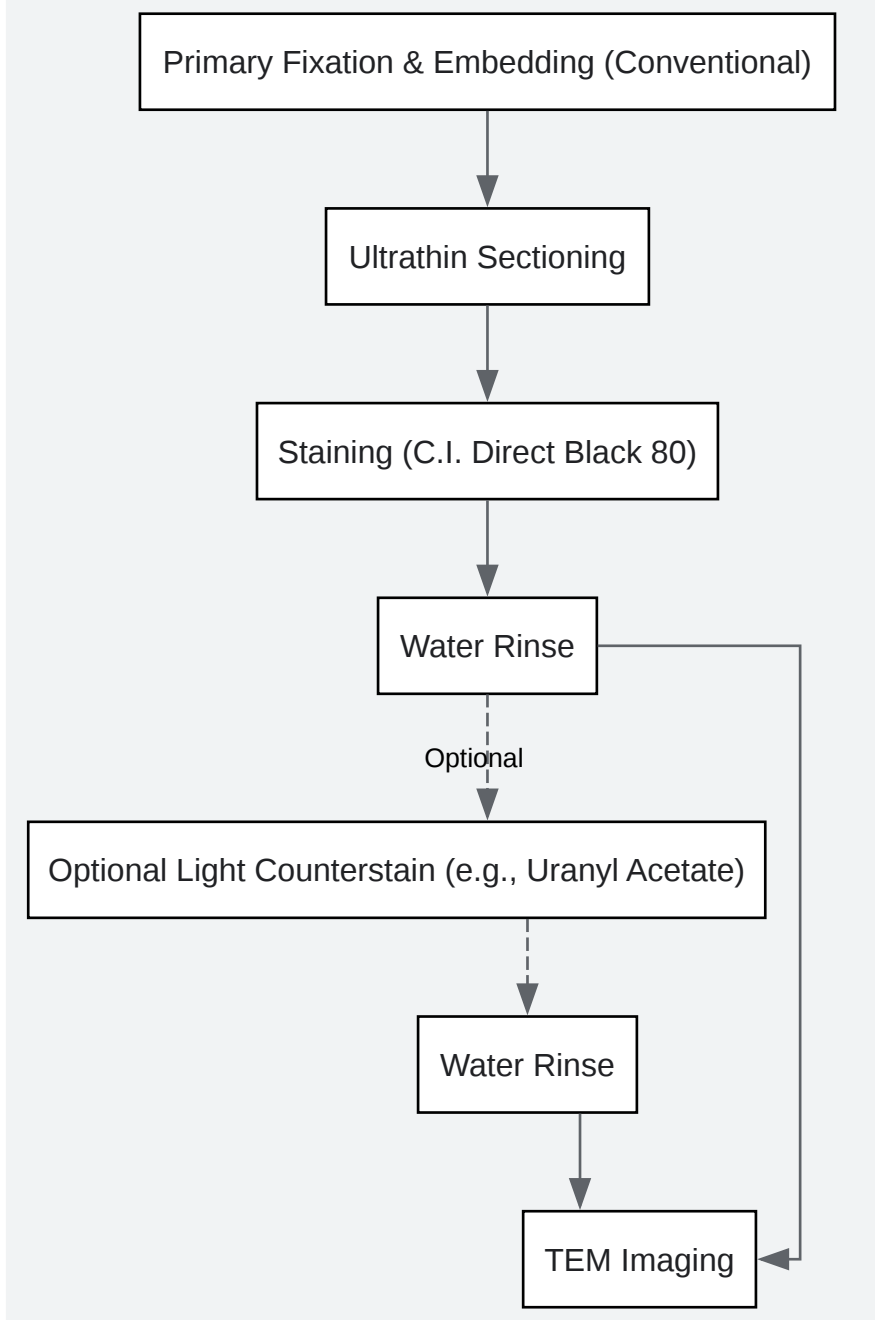 Primary Fixation & Embedding (Conventional)
Ultrathin Sectioning
Staining (C.I. Direct Black 80)
Water Rinse
Optional
Optional Light Counterstain (e.g., Uranyl Acetate)
Water Rinse
TEM Imaging